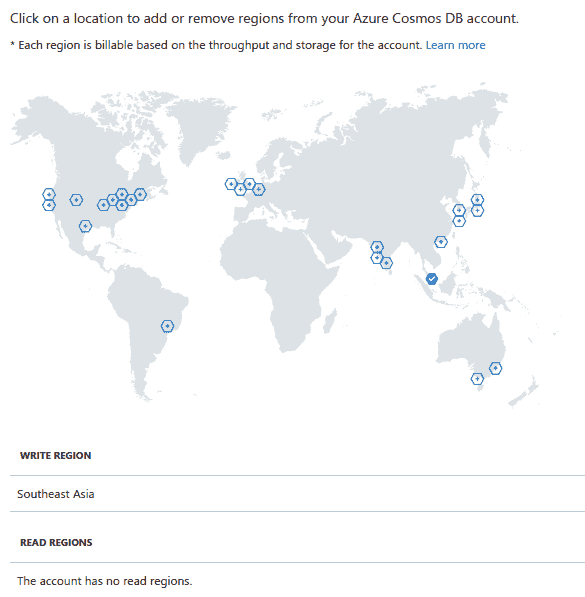 Click on a location to add or remove regions from your Azure Cosmos DB account.
* Each region is billable based on the throughput and storage for the account. Learn more
WRITE REGION
Southeast Asia
READ REGIONS
The account has no read regions.